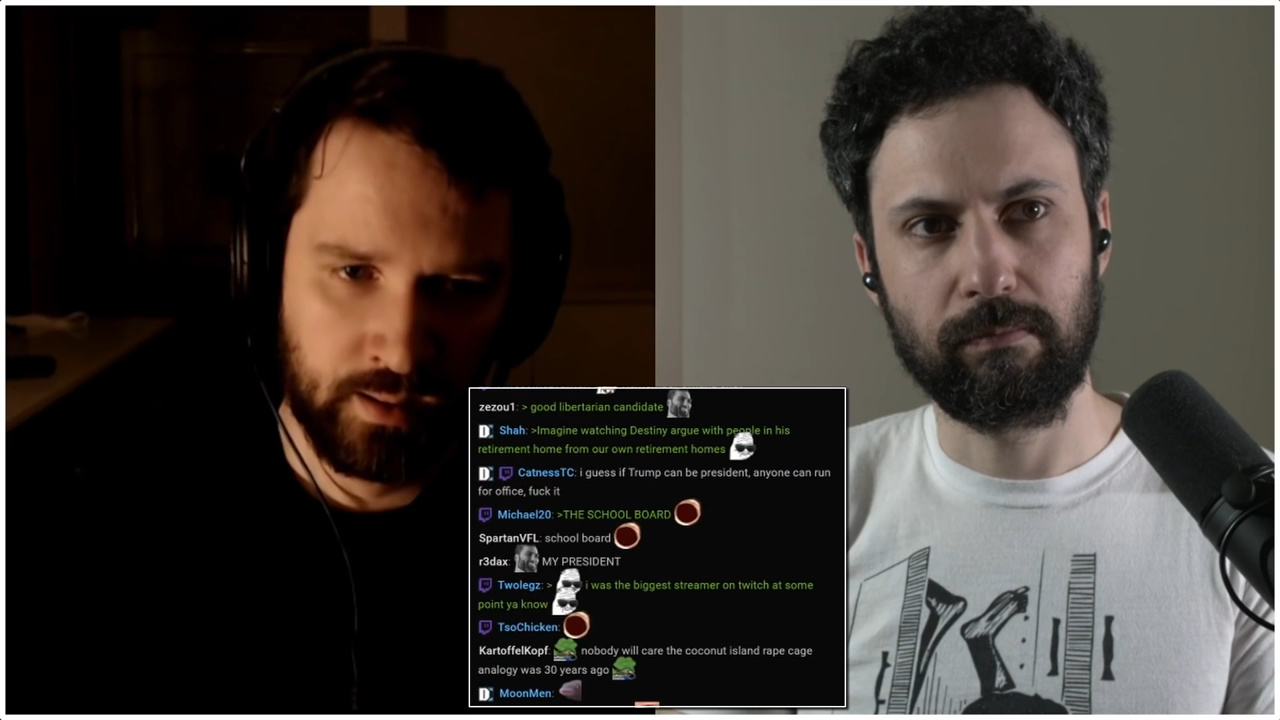 zezou1: > good libertarian candidate
D Shah: >Imagine watching Destiny argue with people in his
retirement home from our own retirement homes
D CatnessTC: i guess if Trump can be president, anyone can run
for office, fuck it
Michael20: >THE SCHOOL BOARD
SpartanVFL: school board
r3dax: MY PRESIDENT
Twolegz: > i was the biggest streamer on twitch at some
point ya know
TsoChicken:
KartoffelKopf: nobody will care the coconut island rape cage
analogy was 30 years ago
D MoonMen: